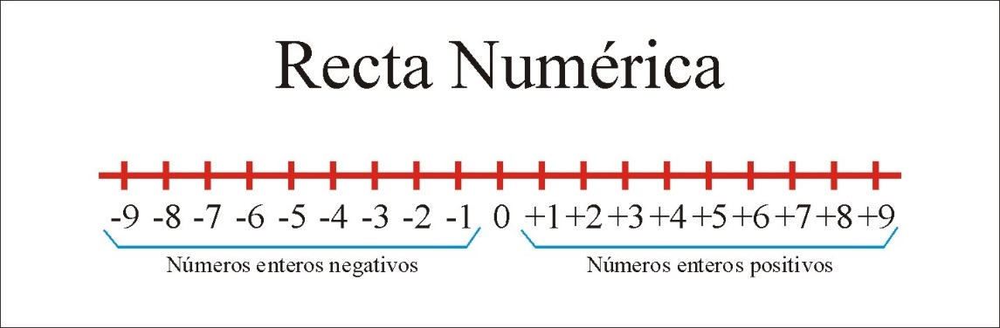 Recta Numérica
-9 -8 -7 -6 -5 -4 -3 -2 -1 0 +1 +2 +3 +4 +5 +6 +7 +8 +9
Números enteros negativos Números enteros positivos